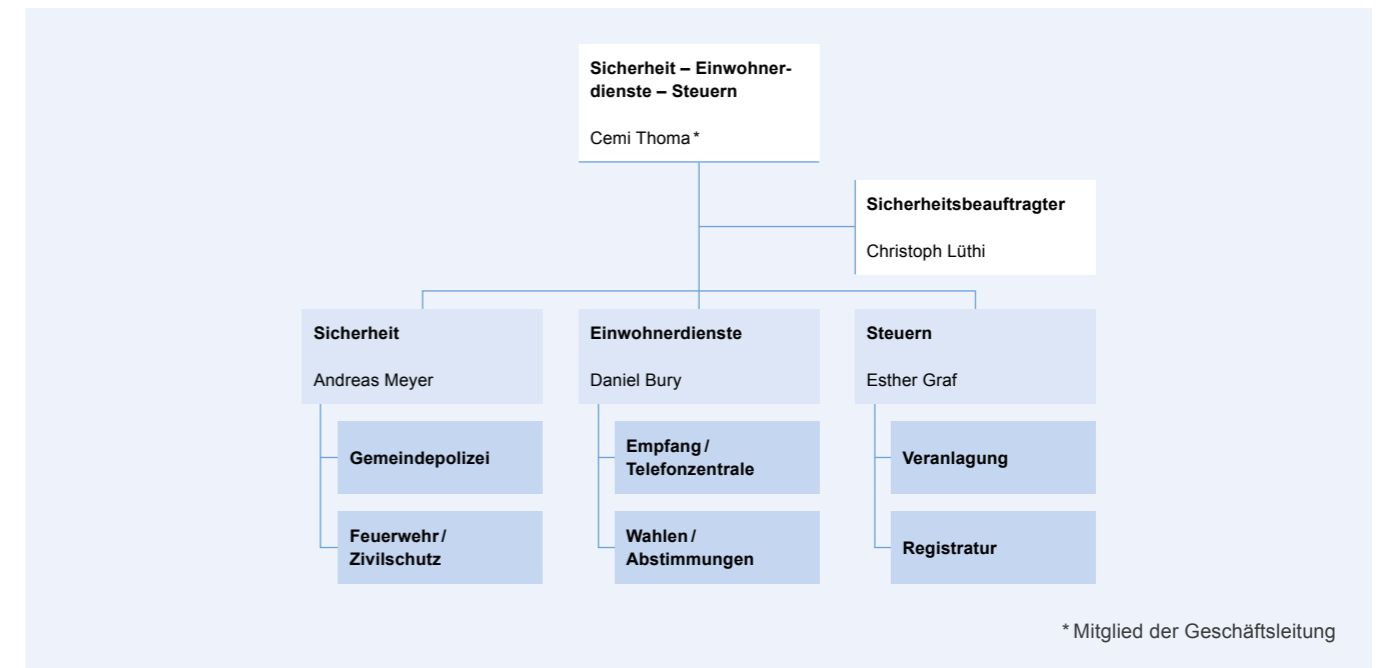 Sicherheit – Einwohner-
dienste – Steuern
Cemi Thoma*
Sicherheitsbeauftragter
Christoph Lüthi
Sicherheit
Andreas Meyer
Einwohnerdienste
Daniel Bury
Steuern
Esther Graf
Gemeindepolizei
Empfang/
Telefonzentrale
Veranlagung
Feuerwehr/
Zivilschutz
Wahlen/
Abstimmungen
Registratur
* Mitglied der Geschäftsleitung